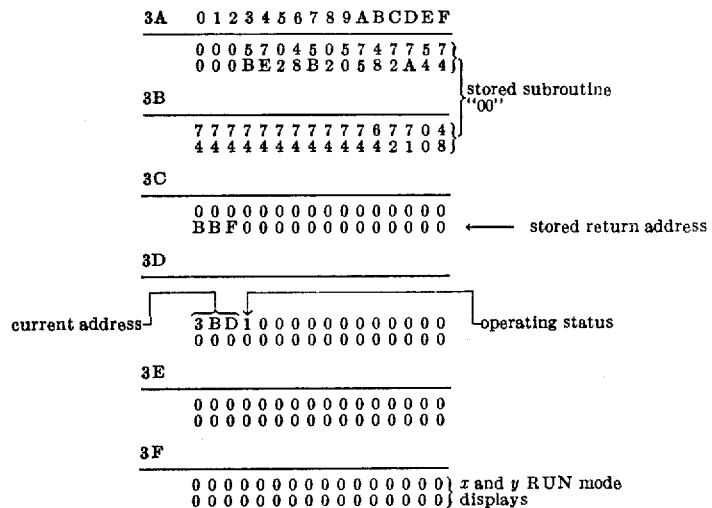 3A 0 1 2 3 4 5 6 7 8 9 A B C D E F
0 0 0 5 7 0 4 5 0 5 7 4 7 7 5 7
0 0 0 B E 2 8 B 2 0 5 8 2 A 4 4
stored subroutine
"00"
3B
7 7 7 7 7 7 7 7 7 7 7 6 7 7 0 4
4 4 4 4 4 4 4 4 4 4 4 4 2 1 0 8
3C
0 0 0 0 0 0 0 0 0 0 0 0 0 0 0 0
B B F 0 0 0 0 0 0 0 0 0 0 0 0 0
stored return address
3D
current address
3 B D 1 0 0 0 0 0 0 0 0 0 0 0 0
0 0 0 0 0 0 0 0 0 0 0 0 0 0 0 0
operating status
3E
0 0 0 0 0 0 0 0 0 0 0 0 0 0 0 0
0 0 0 0 0 0 0 0 0 0 0 0 0 0 0 0
3F
0 0 0 0 0 0 0 0 0 0 0 0 0 0 0 0
0 0 0 0 0 0 0 0 0 0 0 0 0 0 0 0
x and y RUN mode
displays